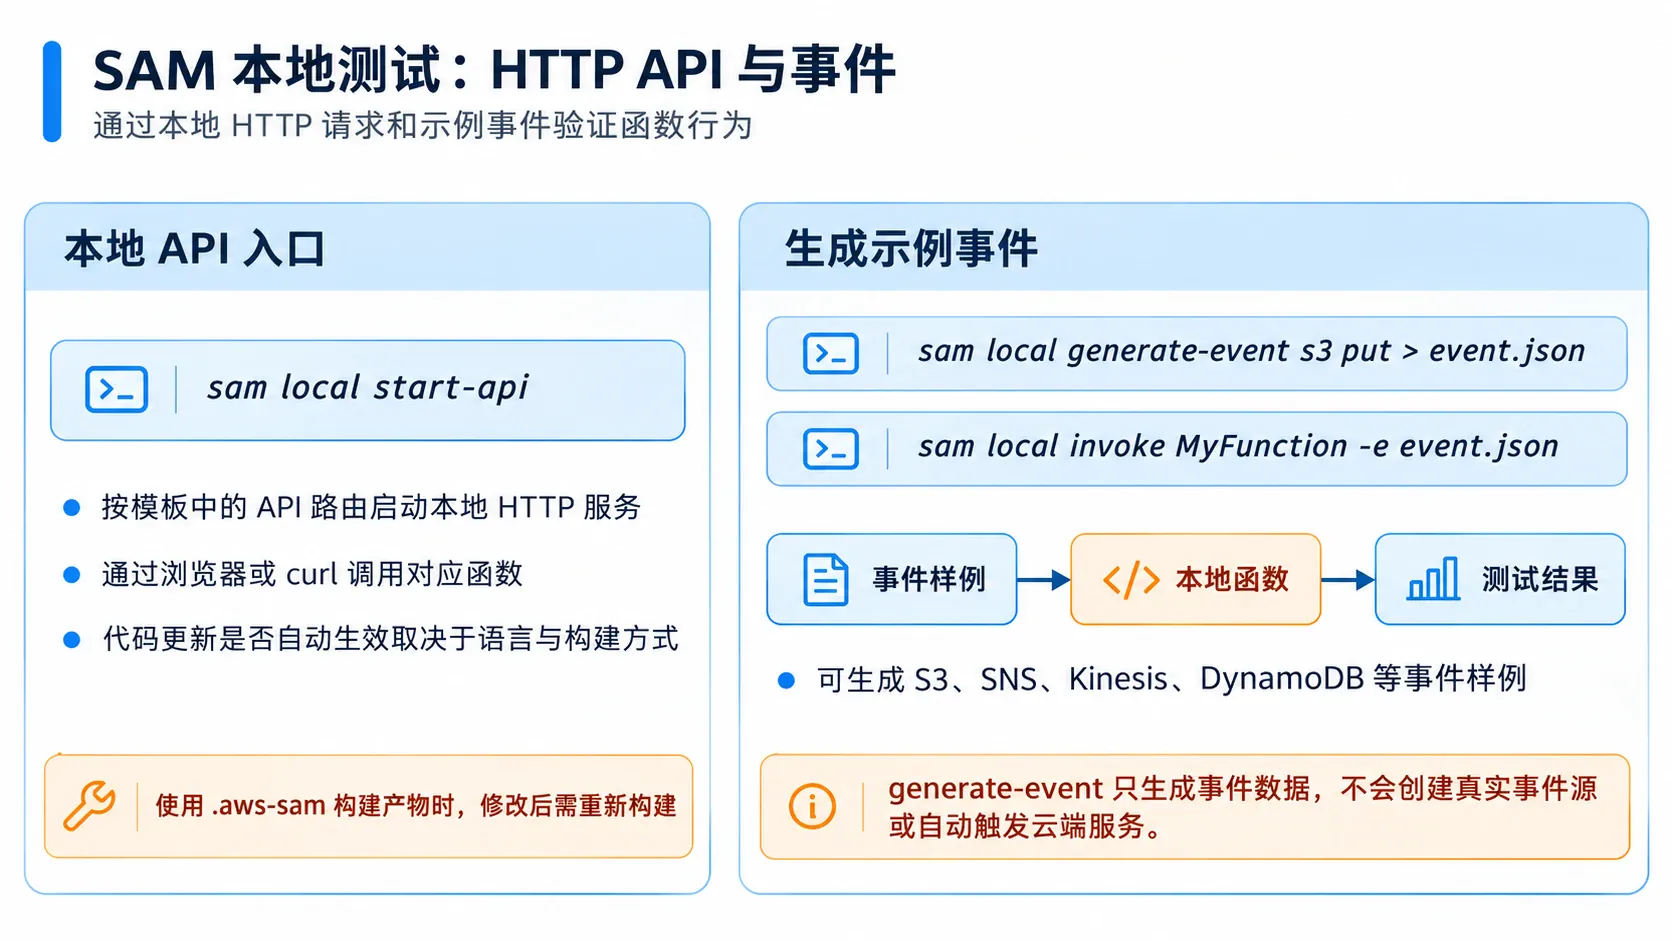 SAM 本地测试：HTTP API 与事件
通过本地 HTTP 请求和示例事件验证函数行为
本地 API 入口
sam local start-api
按模板中的 API 路由启动本地 HTTP 服务
通过浏览器或 curl 调用对应函数
代码更新是否自动生效取决于语言与构建方式
使用 .aws-sam 构建产物时，修改后需重新构建
生成示例事件
sam local generate-event s3 put > event.json
sam local invoke MyFunction -e event.json
事件样例
本地函数
测试结果
可生成 S3、SNS、Kinesis、DynamoDB 等事件样例
generate-event 只生成事件数据，不会创建真实事件源
或自动触发云端服务。